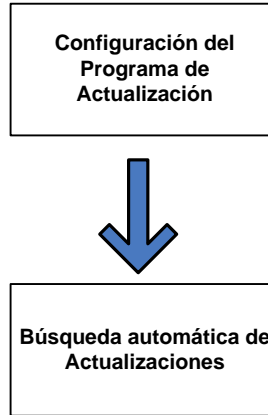 Configuración del
Programa de
Actualización
Búsqueda automática de
Actualizaciones